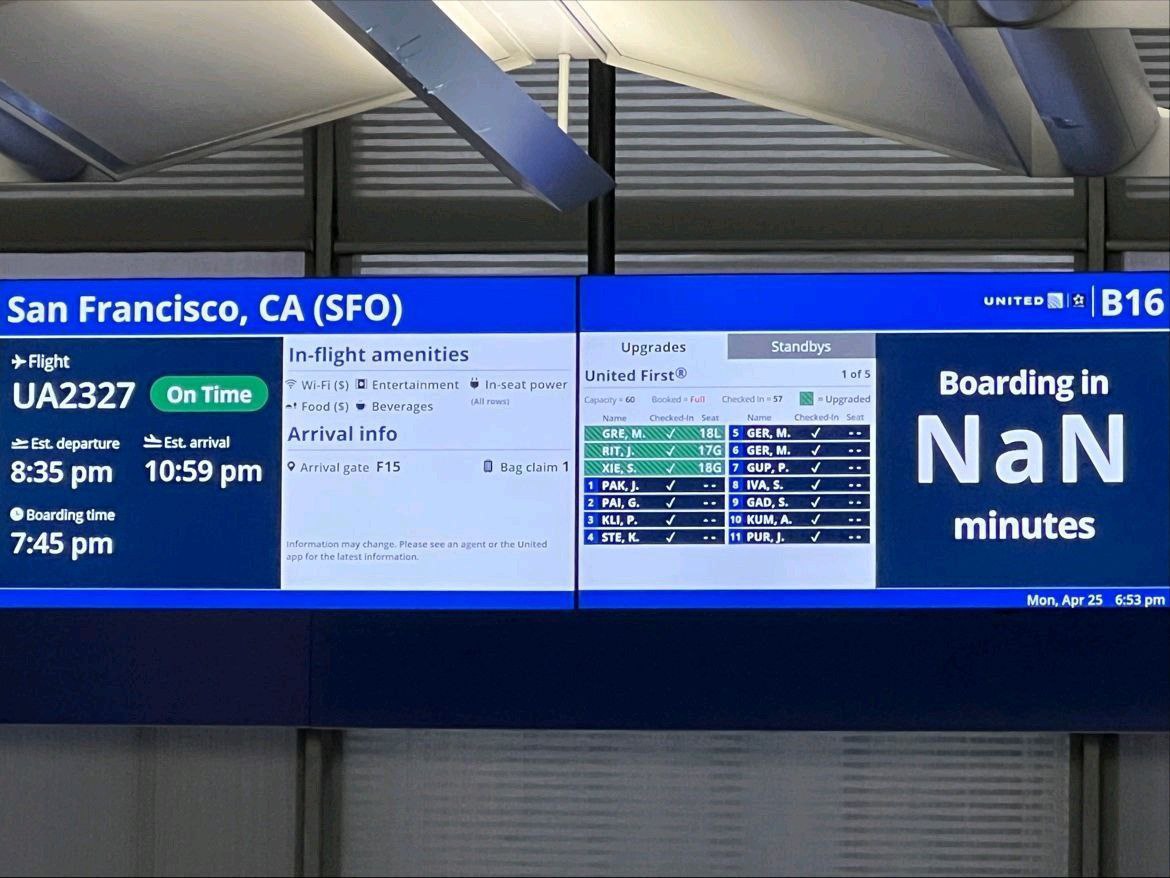 San Francisco, CA (SFO)
Flight
UA2327 On Time
Est. departure Est. arrival
8:35 pm 10:59 pm
Boarding time
7:45 pm
In-flight amenities
Wi-Fi ($) Entertainment In-seat power
(All rows)
Food ($) Beverages
Arrival info
Arrival gate F15 Bag claim 1
Information may change. Please see an agent or the United
app for the latest information.
UNITED B16
Upgrades Standbys
United First® 1 of 5
Capacity = 60 Booked = Full Checked In = 57 = Upgraded
Name Checked-In Seat Name Checked-In Seat
GRE, M. ✓ 18L 5 GER, M. ✓ --
RIT, J. ✓ 17G 6 GER, M. ✓ --
XIE, S. ✓ 18G 7 GUP, P. ✓ --
1 PAK, J. ✓ -- 8 IVA, S. ✓ --
2 PAI, G. ✓ -- 9 GAD, S. ✓ --
3 KLI, P. ✓ -- 10 KUM, A. ✓ --
4 STE, K. ✓ -- 11 PUR, J. ✓ --
Boarding in
NaN
minutes
Mon, Apr 25 6:53 pm